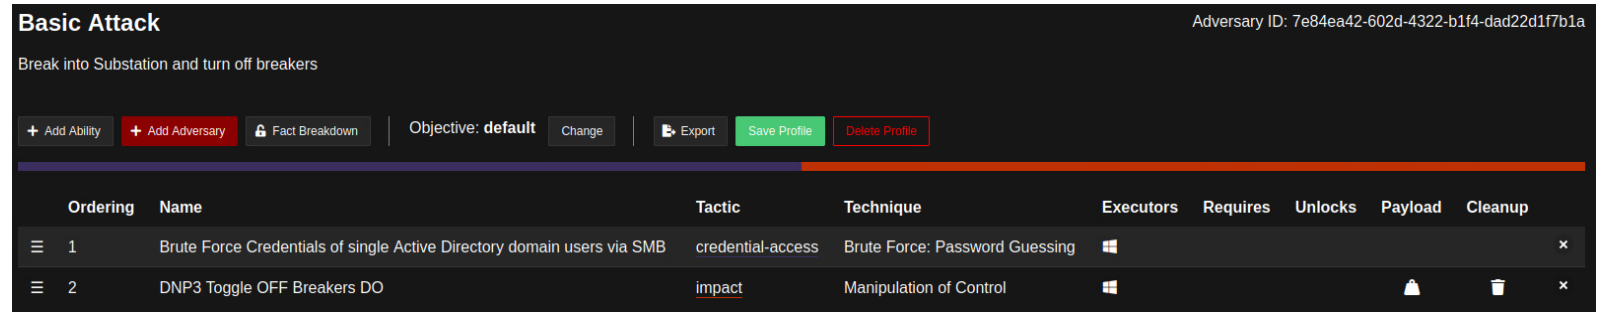 Basic Attack
Adversary ID: 7e84ea42-602d-4322-b1f4-dad22d1f7b1a
Break into Substation and turn off breakers
+ Add Ability + Add Adversary Fact Breakdown Objective: default Change Export Save Profile Delete Profile
Ordering Name Tactic Technique Executors Requires Unlocks Payload Cleanup
1 Brute Force Credentials of single Active Directory domain users via SMB credential-access Brute Force: Password Guessing
2 DNP3 Toggle OFF Breakers DO impact Manipulation of Control